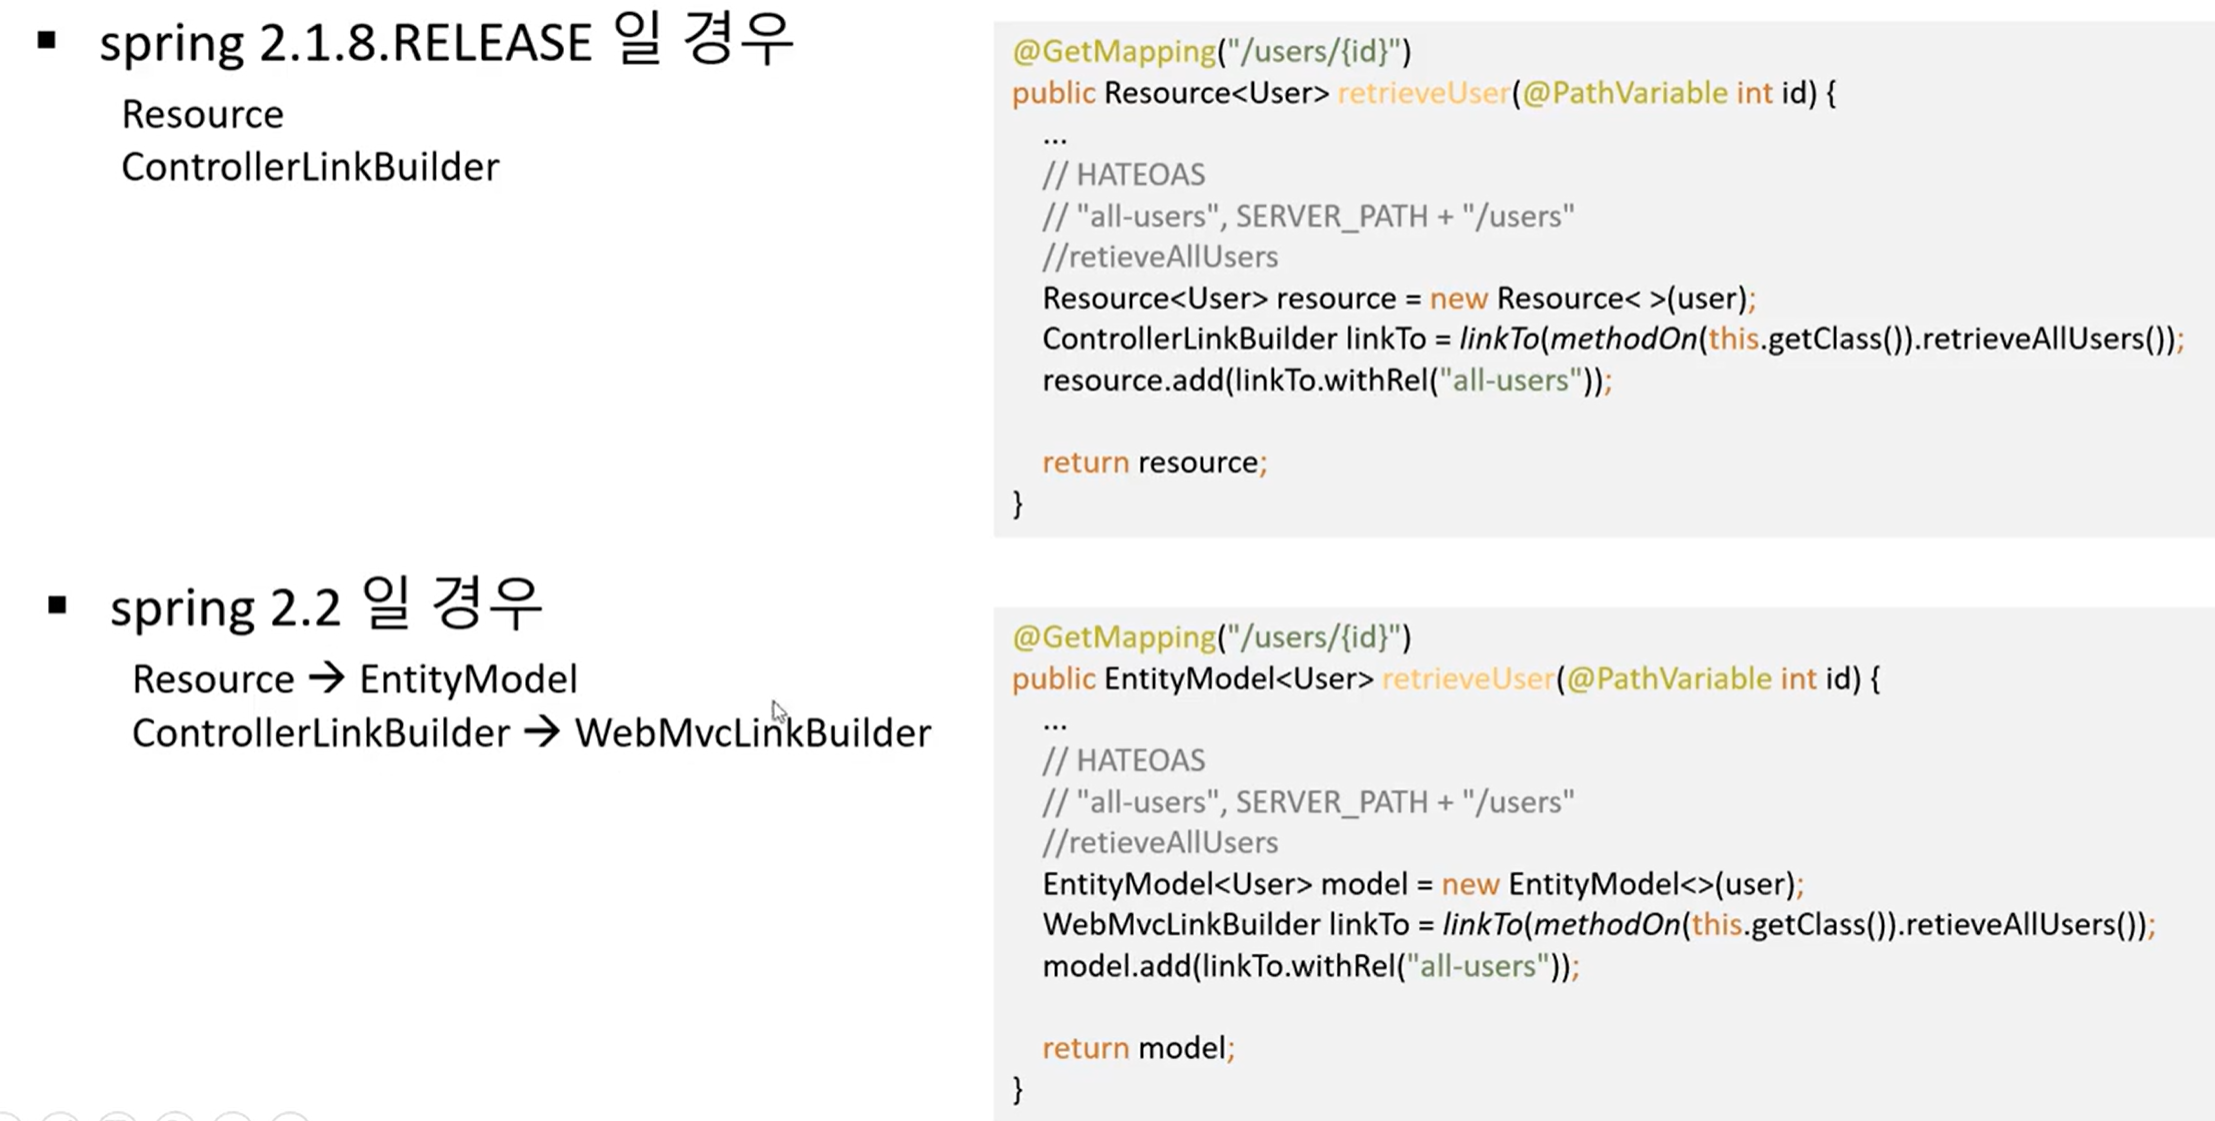 ▪ spring 2.1.8.RELEASE 일 경우
Resource
ControllerLinkBuilder
@GetMapping("/users/{id}")
public Resource<User> retrieveUser(@PathVariable int id) {
...
// HATEOAS
// "all-users", SERVER_PATH + "/users"
//retieveAllUsers
Resource<User> resource = new Resource< >(user);
ControllerLinkBuilder linkTo = linkTo(methodOn(this.getClass()).retrieveAllUsers());
resource.add(linkTo.withRel("all-users"));
return resource;
}
▪ spring 2.2 일 경우
Resource → EntityModel
ControllerLinkBuilder → WebMvcLinkBuilder
@GetMapping("/users/{id}")
public EntityModel<User> retrieveUser(@PathVariable int id) {
...
// HATEOAS
// "all-users", SERVER_PATH + "/users"
//retieveAllUsers
EntityModel<User> model = new EntityModel<>(user);
WebMvcLinkBuilder linkTo = linkTo(methodOn(this.getClass()).retieveAllUsers());
model.add(linkTo.withRel("all-users"));
return model;
}